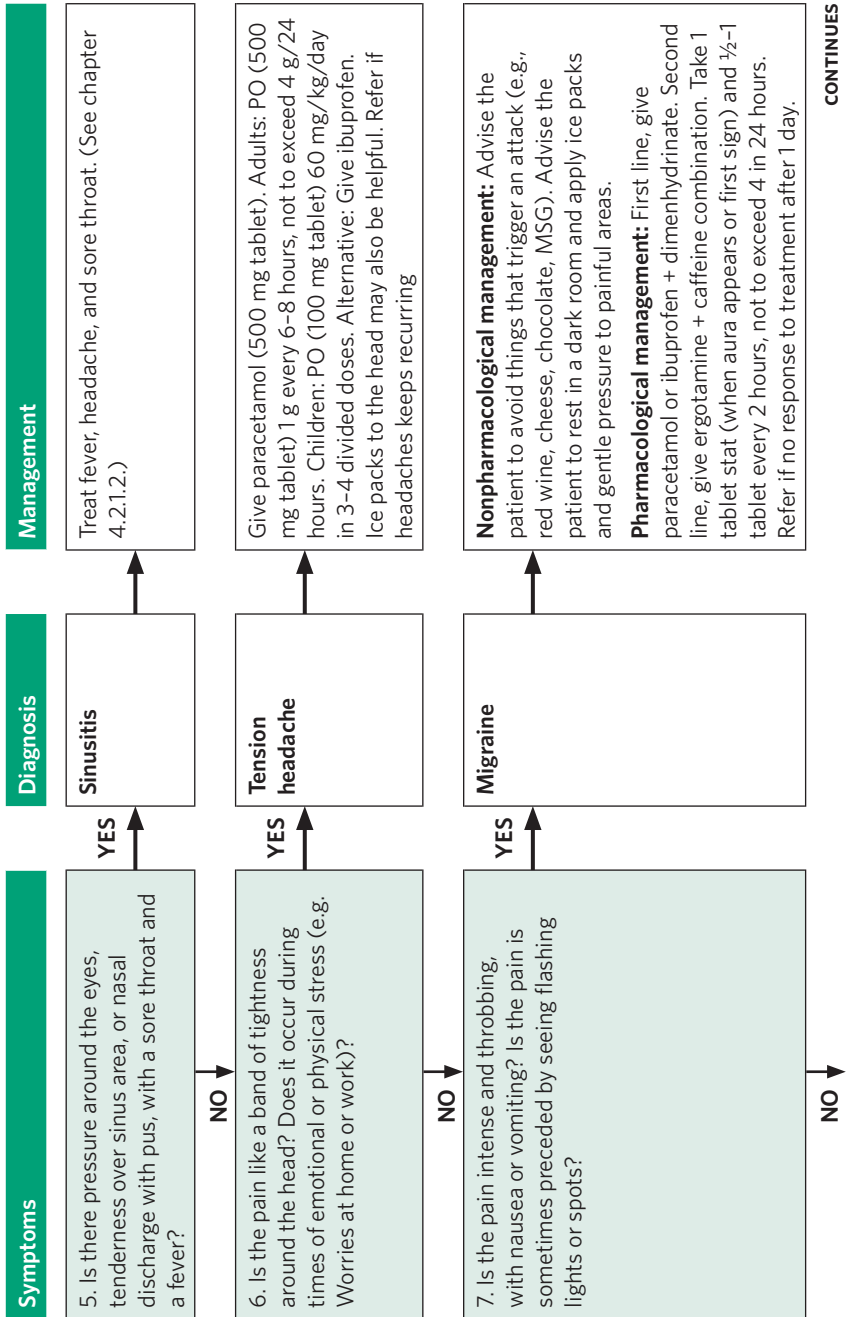 Symptoms
Diagnosis
Management
5. Is there pressure around the eyes,
tenderness over sinus area, or nasal
discharge with pus, with a sore throat and
a fever?
YES
Sinusitis
Treat fever, headache, and sore throat. (See chapter
4.2.1.2.)
NO
6. Is the pain like a band of tightness
around the head? Does it occur during
times of emotional or physical stress (e.g.
Worries at home or work)?
YES
Tension
headache
Give paracetamol (500 mg tablet). Adults: PO (500
mg tablet) 1 g every 6–8 hours, not to exceed 4 g/24
hours. Children: PO (100 mg tablet) 60 mg/kg/day
in 3–4 divided doses. Alternative: Give ibuprofen.
Ice packs to the head may also be helpful. Refer if
headaches keeps recurring
NO
7. Is the pain intense and throbbing,
with nausea or vomiting? Is the pain is
sometimes preceded by seeing flashing
lights or spots?
YES
Migraine
Nonpharmacological management: Advise the
patient to avoid things that trigger an attack (e.g.,
red wine, cheese, chocolate, MSG). Advise the
patient to rest in a dark room and apply ice packs
and gentle pressure to painful areas.
Pharmacological management: First line, give
paracetamol or ibuprofen + dimenhydrinate. Second
line, give ergotamine + caffeine combination. Take 1
tablet stat (when aura appears or first sign) and ½–1
tablet every 2 hours, not to exceed 4 in 24 hours.
Refer if no response to treatment after 1 day.
NO
CONTINUES